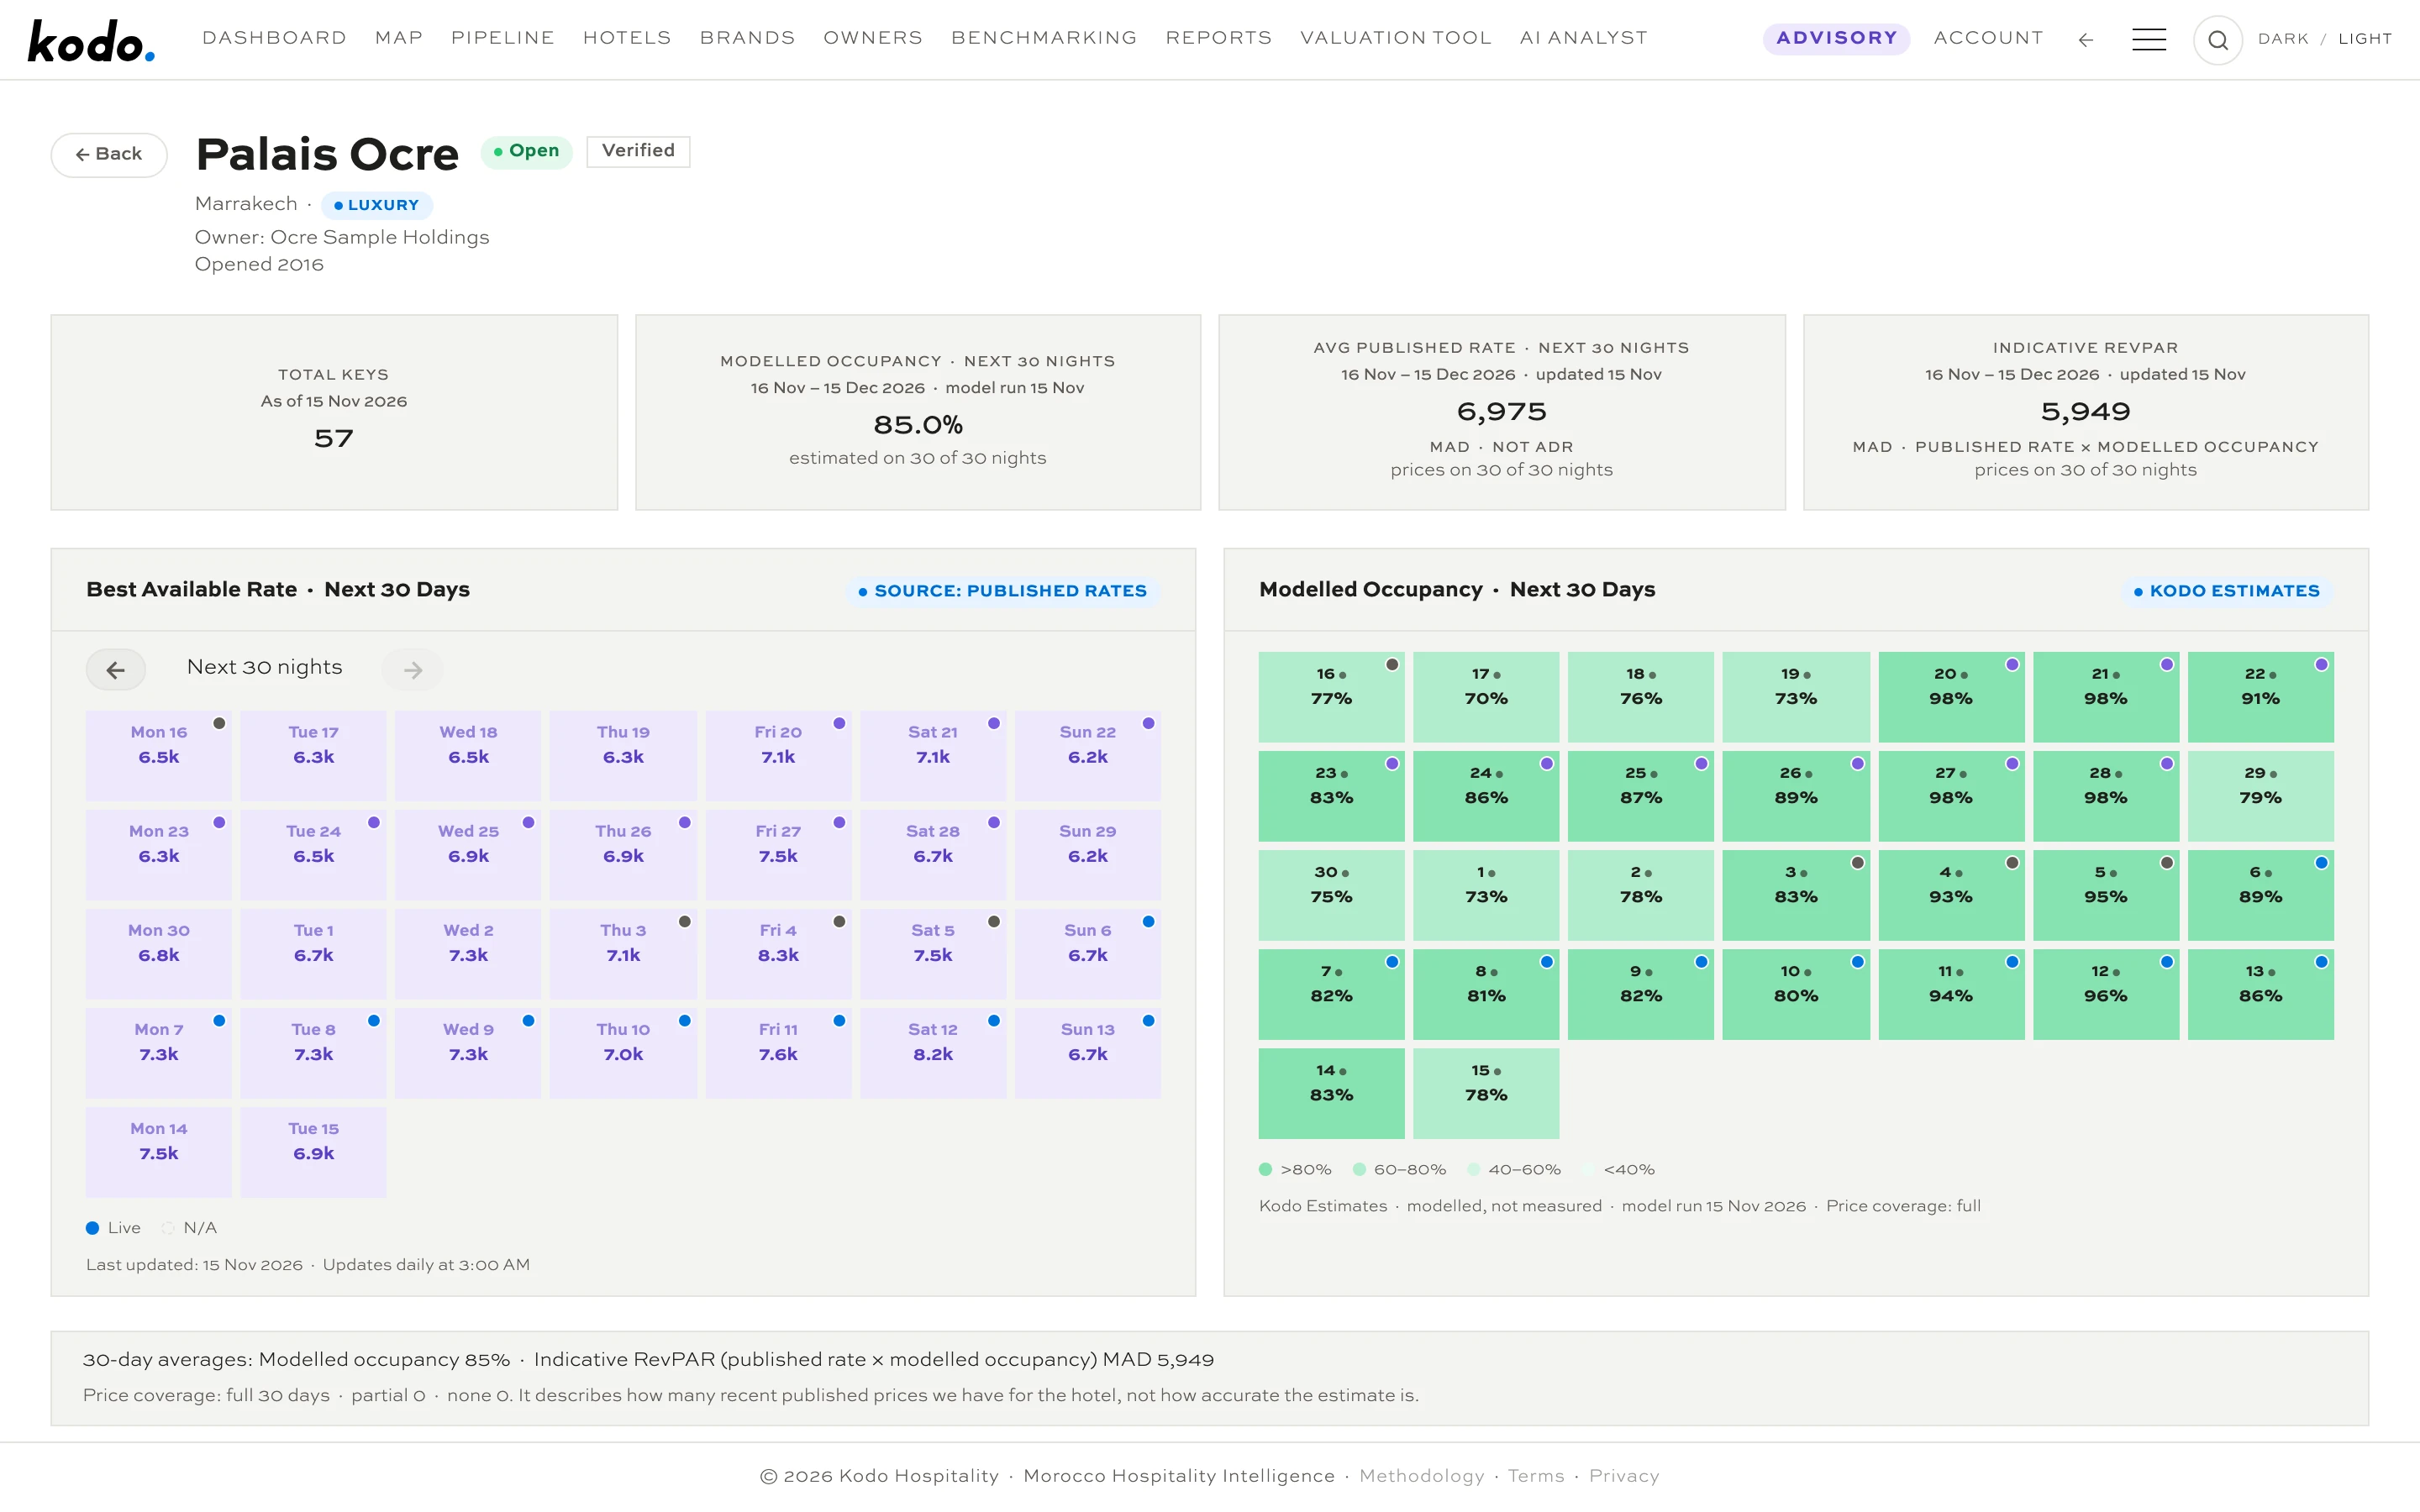 kodo.
DASHBOARD MAP PIPELINE HOTELS BRANDS OWNERS BENCHMARKING REPORTS VALUATION TOOL AI ANALYST ADVISORY ACCOUNT ← DARK / LIGHT
← Back
Palais Ocre
Open
Verified
Marrakech · LUXURY
Owner: Ocre Sample Holdings
Opened 2016
TOTAL KEYS
As of 15 Nov 2026
57
MODELLED OCCUPANCY · NEXT 30 NIGHTS
16 Nov – 15 Dec 2026 · model run 15 Nov
85.0%
estimated on 30 of 30 nights
AVG PUBLISHED RATE · NEXT 30 NIGHTS
16 Nov – 15 Dec 2026 · updated 15 Nov
6,975
MAD · NOT ADR
prices on 30 of 30 nights
INDICATIVE REVPAR
16 Nov – 15 Dec 2026 · updated 15 Nov
5,949
MAD · PUBLISHED RATE × MODELLED OCCUPANCY
prices on 30 of 30 nights
Best Available Rate · Next 30 Days
SOURCE: PUBLISHED RATES
← Next 30 nights →
Mon 16 Tue 17 Wed 18 Thu 19 Fri 20 Sat 21 Sun 22
6.5k 6.3k 6.5k 6.3k 7.1k 7.1k 6.2k
Mon 23 Tue 24 Wed 25 Thu 26 Fri 27 Sat 28 Sun 29
6.3k 6.5k 6.9k 6.9k 7.5k 6.7k 6.2k
Mon 30 Tue 1 Wed 2 Thu 3 Fri 4 Sat 5 Sun 6
6.8k 6.7k 7.3k 7.1k 8.3k 7.5k 6.7k
Mon 7 Tue 8 Wed 9 Thu 10 Fri 11 Sat 12 Sun 13
7.3k 7.3k 7.3k 7.0k 7.6k 8.2k 6.7k
Mon 14 Tue 15
7.5k 6.9k
Live N/A
Last updated: 15 Nov 2026 · Updates daily at 3:00 AM
Modelled Occupancy · Next 30 Days
KODO ESTIMATES
16 17 18 19 20 21 22
77% 70% 76% 73% 98% 98% 91%
23 24 25 26 27 28 29
83% 86% 87% 89% 98% 98% 79%
30 1 2 3 4 5 6
75% 73% 78% 83% 93% 95% 89%
7 8 9 10 11 12 13
82% 81% 82% 80% 94% 96% 86%
14 15
83% 78%
>80% 60–80% 40–60% <40%
Kodo Estimates · modelled, not measured · model run 15 Nov 2026 · Price coverage: full
30-day averages: Modelled occupancy 85% · Indicative RevPAR (published rate × modelled occupancy) MAD 5,949
Price coverage: full 30 days · partial 0 · none 0. It describes how many recent published prices we have for the hotel, not how accurate the estimate is.
© 2026 Kodo Hospitality · Morocco Hospitality Intelligence · Methodology · Terms · Privacy